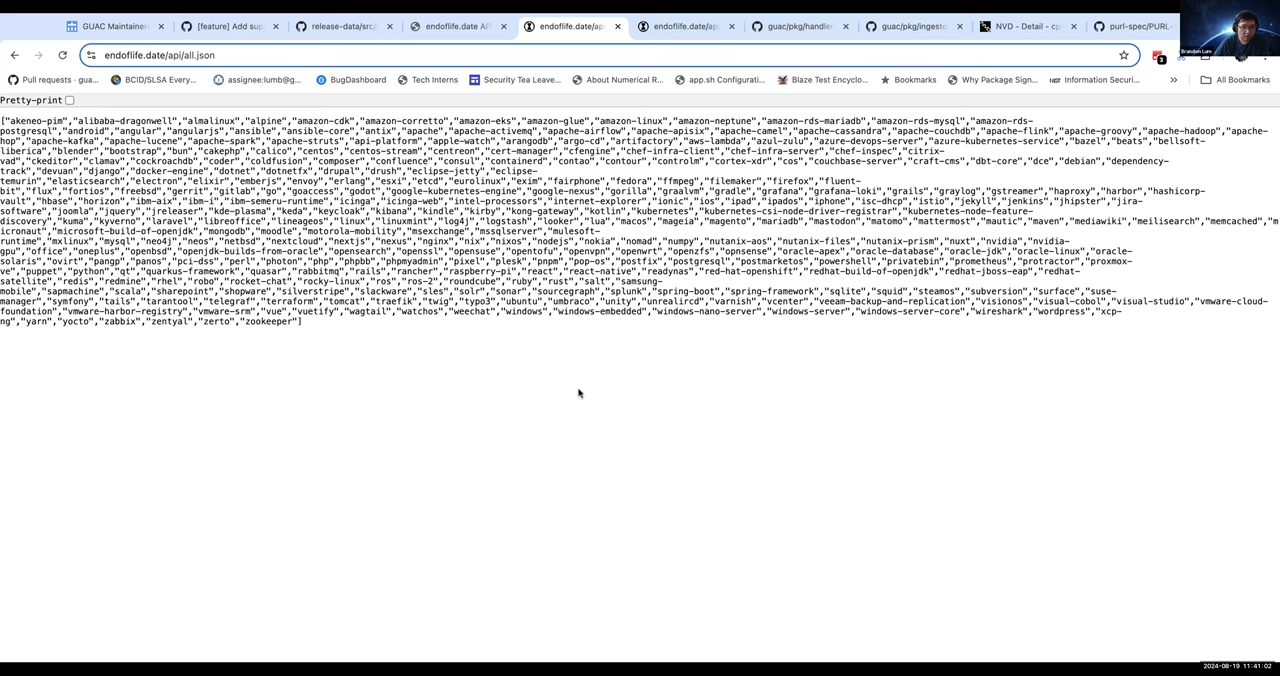 GUAC Maintainer
[feature] Add sup
release-data/src/
endoflife.date AP
endoflife.date/ap
endoflife.date/ap
guac/pkg/handler
guac/pkg/ingesto
NVD - Detail - cp
purl-spec/PURL-
Brandon Lum
endoflife.date/api/all.json
3
Pull requests · gua...
BCID/SLSA Every...
assignee:lumb@g...
BugDashboard
Tech Interns
Security Tea Leave...
About Numerical R...
app.sh Configurati...
Blaze Test Encyclo...
Bookmarks
Why Package Sign...
Information Securi...
»
All Bookmarks
Pretty-print
["akeneo-pim","alibaba-dragonwell","almalinux","alpine","amazon-cdk","amazon-corretto","amazon-eks","amazon-glue","amazon-linux","amazon-neptune","amazon-rds-mariadb","amazon-rds-mysql","amazon-rds-
postgresql","android","angular","angularjs","ansible","ansible-core","antix","apache","apache-activemq","apache-airflow","apache-apisix","apache-camel","apache-cassandra","apache-couchdb","apache-flink","apache-groovy","apache-hadoop","apache-
hop","apache-kafka","apache-lucene","apache-spark","apache-struts","api-platform","apple-watch","arangodb","argo-cd","artifactory","aws-lambda","azul-zulu","azure-devops-server","azure-kubernetes-service","bazel","beats","bellsoft-
liberica","blender","bootstrap","bun","cakephp","calico","centos","centos-stream","centreon","cert-manager","cfengine","chef-infra-client","chef-infra-server","chef-inspec","citrix-
vad","ckeditor","clamav","cockroachdb","coder","coldfusion","composer","confluence","consul","containerd","contao","contour","controlm","cortex-xdr","cos","couchbase-server","craft-cms","dbt-core","dce","debian","dependency-
track","devuan","django","docker-engine","dotnet","dotnetfx","drupal","drush","eclipse-jetty","eclipse-
temurin","elasticsearch","electron","elixir","emberjs","envoy","erlang","esxi","etcd","eurolinux","exim","fairphone","fedora","ffmpeg","filemaker","firefox","fluent-
bit","flux","fortios","freebsd","gerrit","gitlab","go","goaccess","godot","google-kubernetes-engine","google-nexus","gorilla","graalvm","gradle","grafana","grafana-loki","grails","graylog","gstreamer","haproxy","harbor","hashicorp-
vault","hbase","horizon","ibm-aix","ibm-i","ibm-semeru-runtime","icinga","icinga-web","intel-processors","internet-explorer","ionic","ios","ipad","ipados","iphone","isc-dhcp","istio","jekyll","jenkins","jhipster","jira-
software","joomla","jquery","jreleaser","kde-plasma","keda","keycloak","kibana","kindle","kirby","kong-gateway","kotlin","kubernetes","kubernetes-csi-node-driver-registrar","kubernetes-node-feature-
discovery","kuma","kyverno","laravel","libreoffice","lineageos","linux","linuxmint","log4j","logstash","looker","lua","macos","mageia","magento","mariadb","mastodon","matomo","mattermost","mautic","maven","mediawiki","meilisearch","memcached","m
icronaut","microsoft-build-of-openjdk","mongodb","moodle","motorola-mobility","msexchange","mssqlserver","mulesoft-
runtime","mxlinux","mysql","neo4j","neos","netbsd","nextcloud","nextjs","nexus","nginx","nix","nixos","nodejs","nokia","nomad","numpy","nutanix-aos","nutanix-files","nutanix-prism","nuxt","nvidia","nvidia-
gpu","office","oneplus","openbsd","openjdk-builds-from-oracle","opensearch","openssl","opensuse","opentofu","openvpn","openwrt","openzfs","opnsense","oracle-apex","oracle-database","oracle-jdk","oracle-linux","oracle-
solaris","ovirt","pangp","panos","pci-dss","perl","photon","php","phpbb","phpmyadmin","pixel","plesk","pnpm","pop-os","postfix","postgresql","postmarketos","powershell","privatebin","prometheus","protractor","proxmox-
ve","puppet","python","qt","quarkus-framework","quasar","rabbitmq","rails","rancher","raspberry-pi","react","react-native","readynas","red-hat-openshift","redhat-build-of-openjdk","redhat-jboss-eap","redhat-
satellite","redis","redmine","rhel","robo","rocket-chat","rocky-linux","ros","ros-2","roundcube","ruby","rust","salt","samsung-
mobile","sapmachine","scala","sharepoint","shopware","silverstripe","slackware","sles","solr","sonar","sourcegraph","splunk","spring-boot","spring-framework","sqlite","squid","steamos","subversion","surface","suse-
manager","symfony","tails","tarantool","telegraf","terraform","tomcat","traefik","twig","typo3","ubuntu","umbraco","unity","unrealircd","varnish","vcenter","veeam-backup-and-replication","visionos","visual-cobol","visual-studio","vmware-cloud-
foundation","vmware-harbor-registry","vmware-srm","vue","vuetify","wagtail","watchos","weechat","windows","windows-embedded","windows-nano-server","windows-server","windows-server-core","wireshark","wordpress","xcp-
ng","yarn","yocto","zabbix","zentyal","zerto","zookeeper"]
2024-08-19 11:41:02